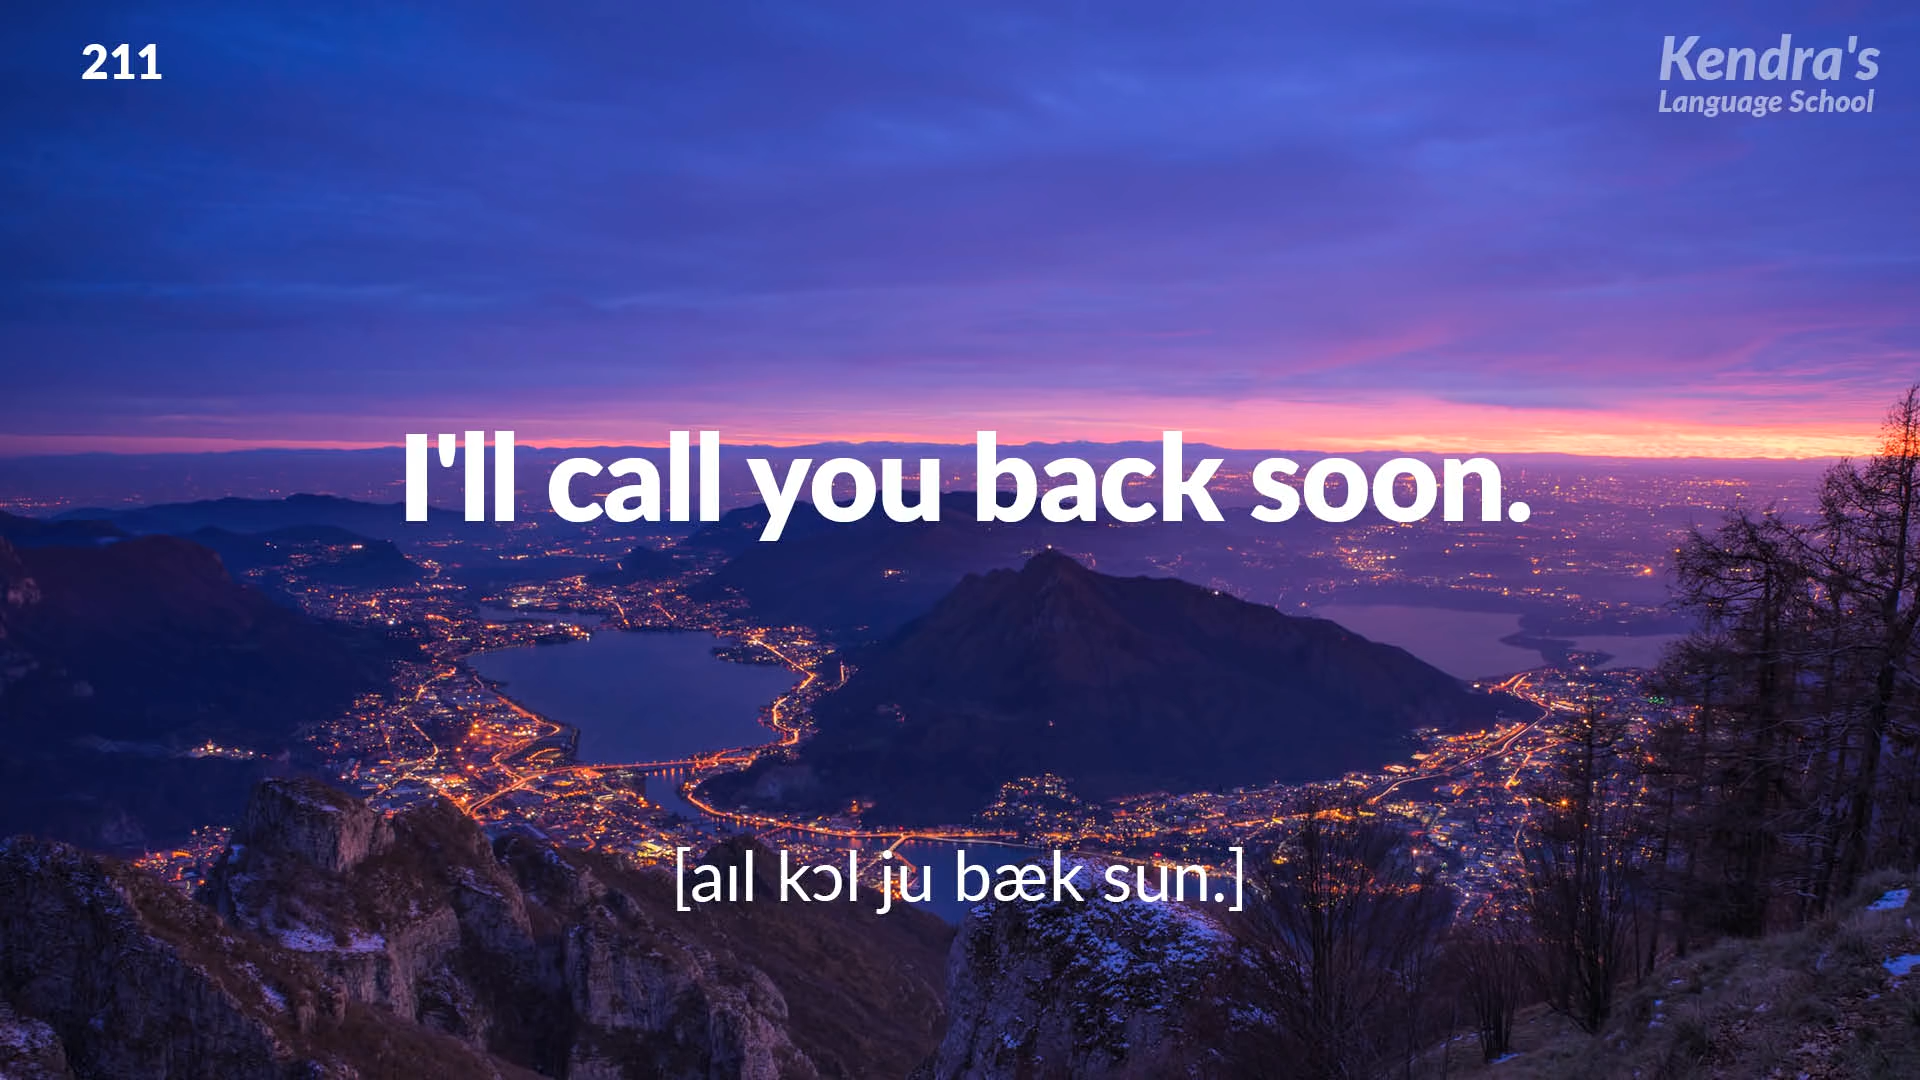 211
Kendra's
Language School
I'll call you back soon.
[aɪl kɔl ju bæk sun.]